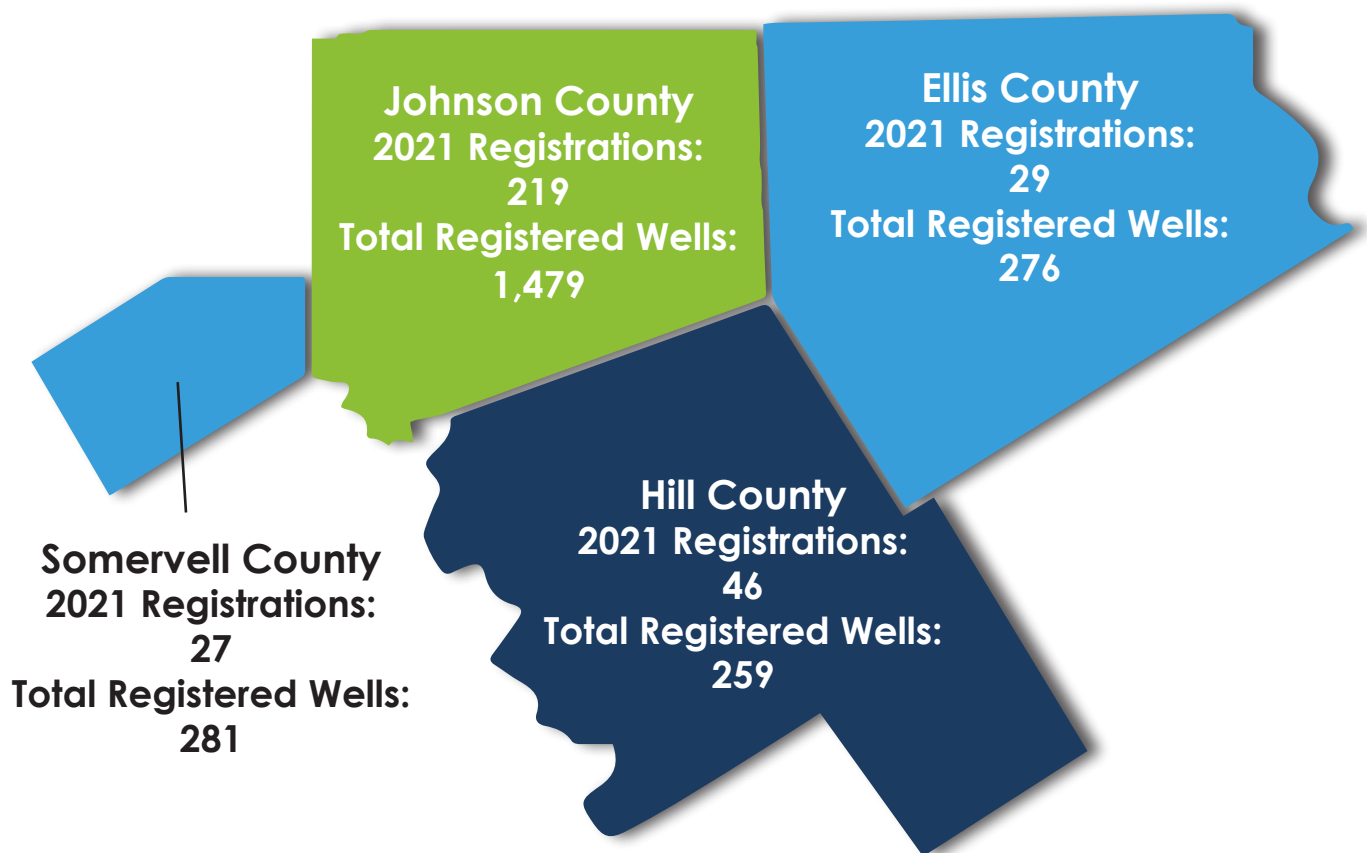 Johnson County
2021 Registrations:
219
Total Registered Wells:
1,479
Ellis County
2021 Registrations:
29
Total Registered Wells:
276
Somervell County
2021 Registrations:
27
Total Registered Wells:
281
Hill County
2021 Registrations:
46
Total Registered Wells:
259